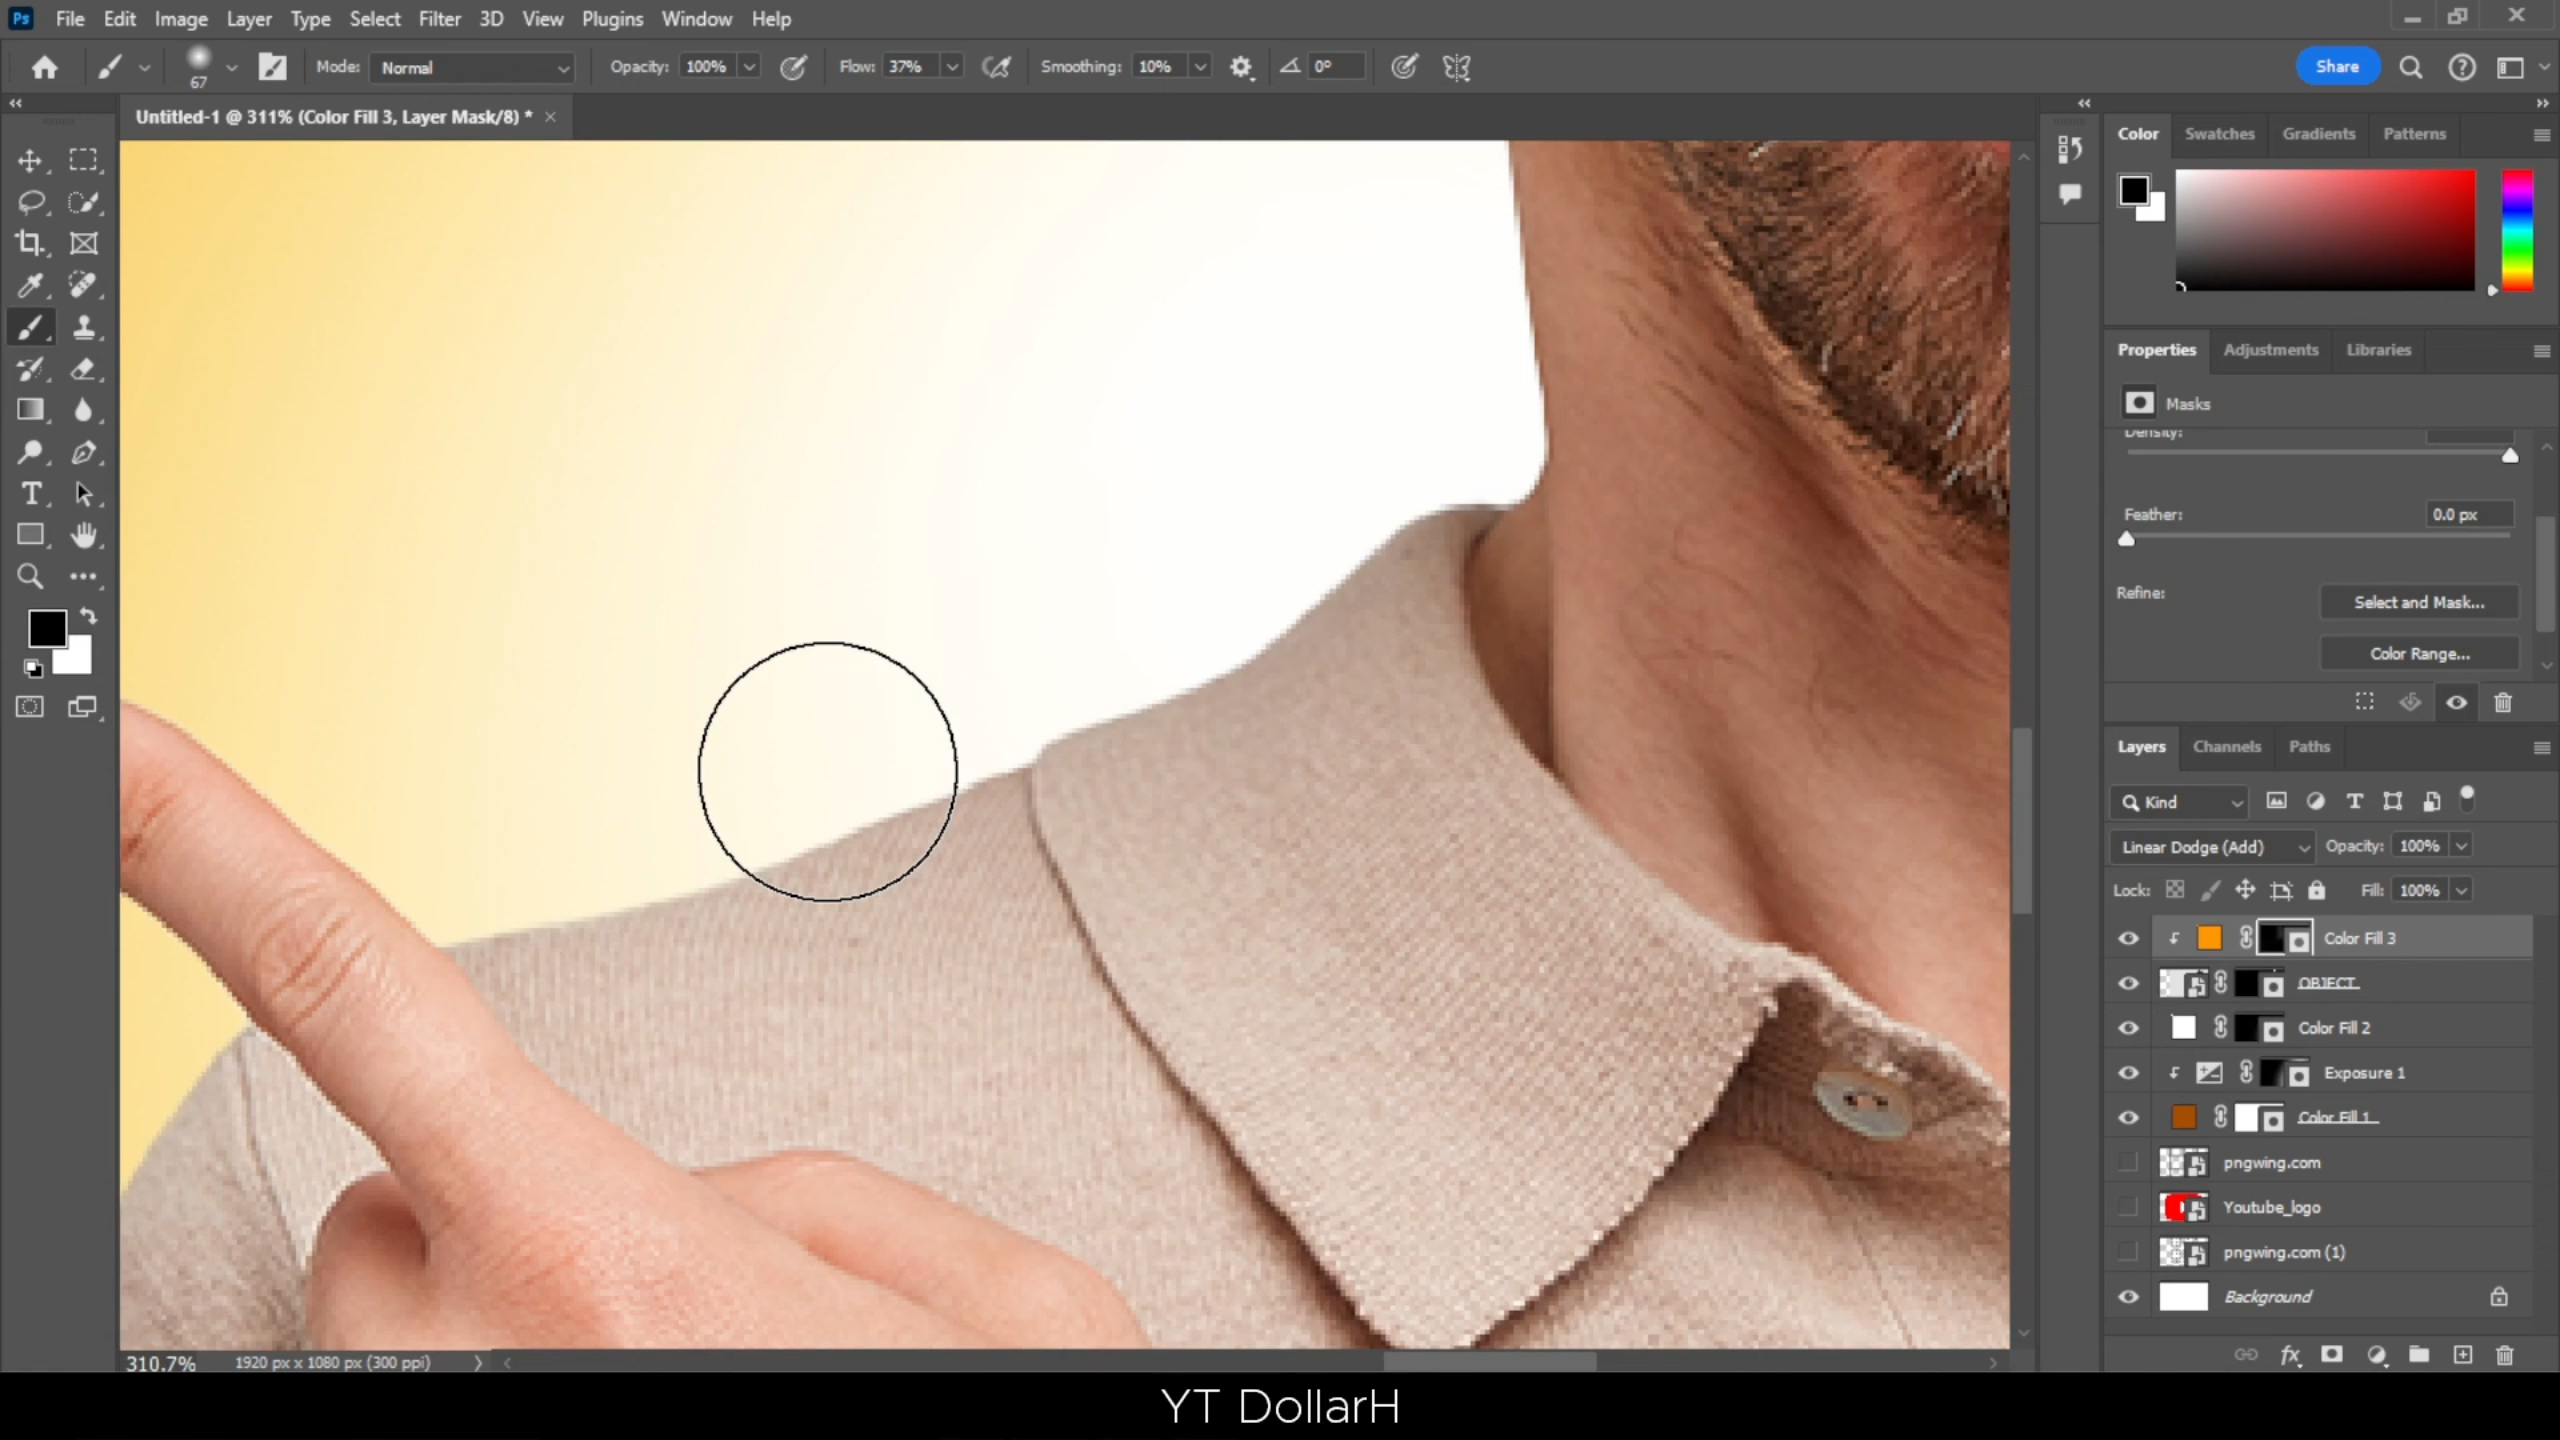 Ps File Edit Image Layer Type Select Filter 3D View Plugins Window Help
67 Mode: Normal Opacity: 100% Flow: 37% Smoothing: 10% 0° Share
Untitled-1 @ 311% (Color Fill 3, Layer Mask/8) *
Color Swatches Gradients Patterns
Properties Adjustments Libraries
Masks
Density:
Feather: 0.0 px
Refine: Select and Mask...
Color Range...
Layers Channels Paths
Kind
Linear Dodge (Add) Opacity: 100%
Lock: Fill: 100%
Color Fill 3
OBJECT
Color Fill 2
Exposure 1
Color Fill 1
pngwing.com
Youtube_logo
pngwing.com (1)
Background
310.7% 1920 px x 1080 px (300 ppi)
YT DollarH